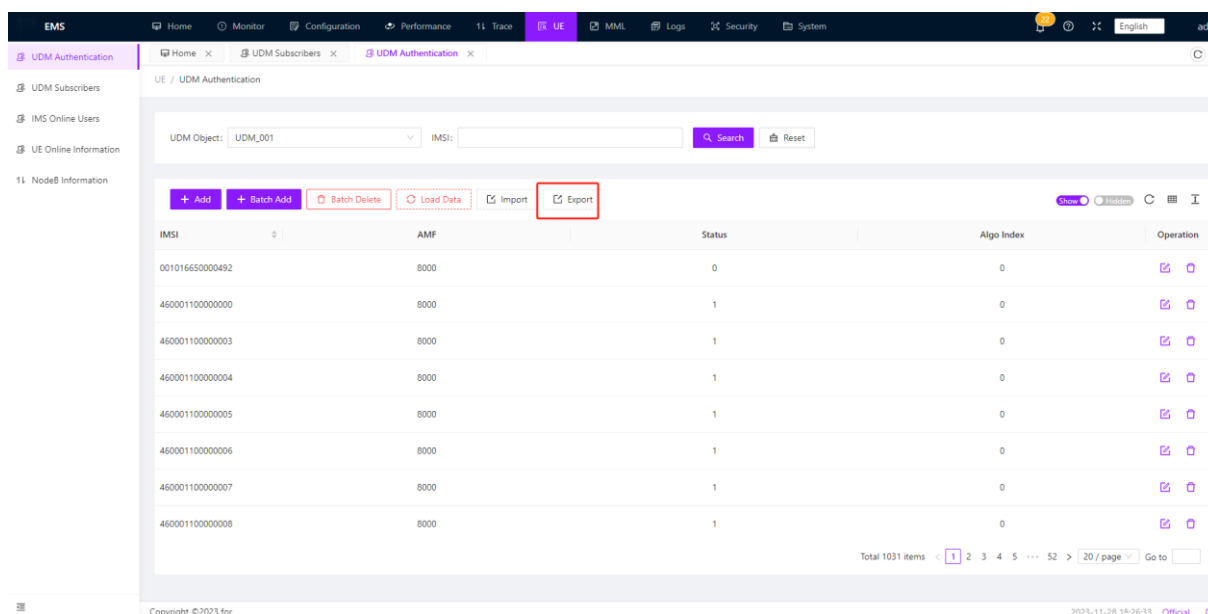 EMS Home Monitor Configuration Performance Trace UE MML Logs Security System 22 English
UDM Authentication
UDM Subscribers
IMS Online Users
UE Online Information
NodeB Information
Home UDM Subscribers UDM Authentication
UE / UDM Authentication
UDM Object: UDM_001 IMSI: Search Reset
+ Add + Batch Add Batch Delete Load Data Import Export Show Hidden
IMSI AMF Status Algo Index Operation
001016650000492 8000 0 0
460001100000000 8000 1 0
460001100000003 8000 1 0
460001100000004 8000 1 0
460001100000005 8000 1 0
460001100000006 8000 1 0
460001100000007 8000 1 0
460001100000008 8000 1 0
Total 1031 items < 1 2 3 4 5 ··· 52 > 20 / page Go to
Copyright ©2023 for 2023-11-28 18:26:33 Official